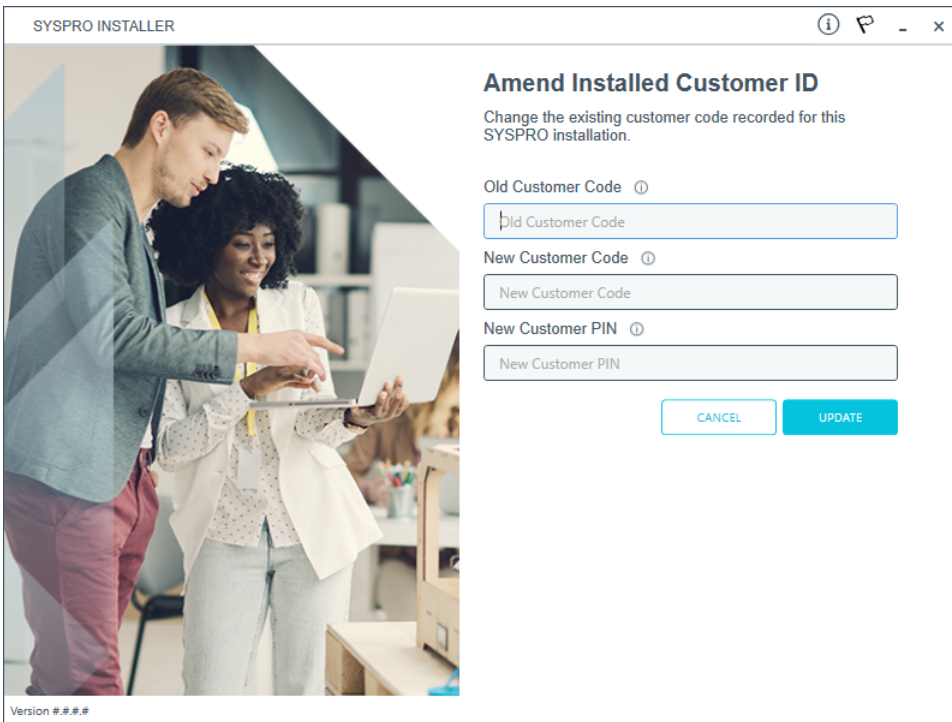 SYSPRO INSTALLER
Amend Installed Customer ID
Change the existing customer code recorded for this
SYSPRO installation.
Old Customer Code
Old Customer Code
New Customer Code
New Customer Code
New Customer PIN
New Customer PIN
CANCEL
UPDATE
Version #.#.#.#